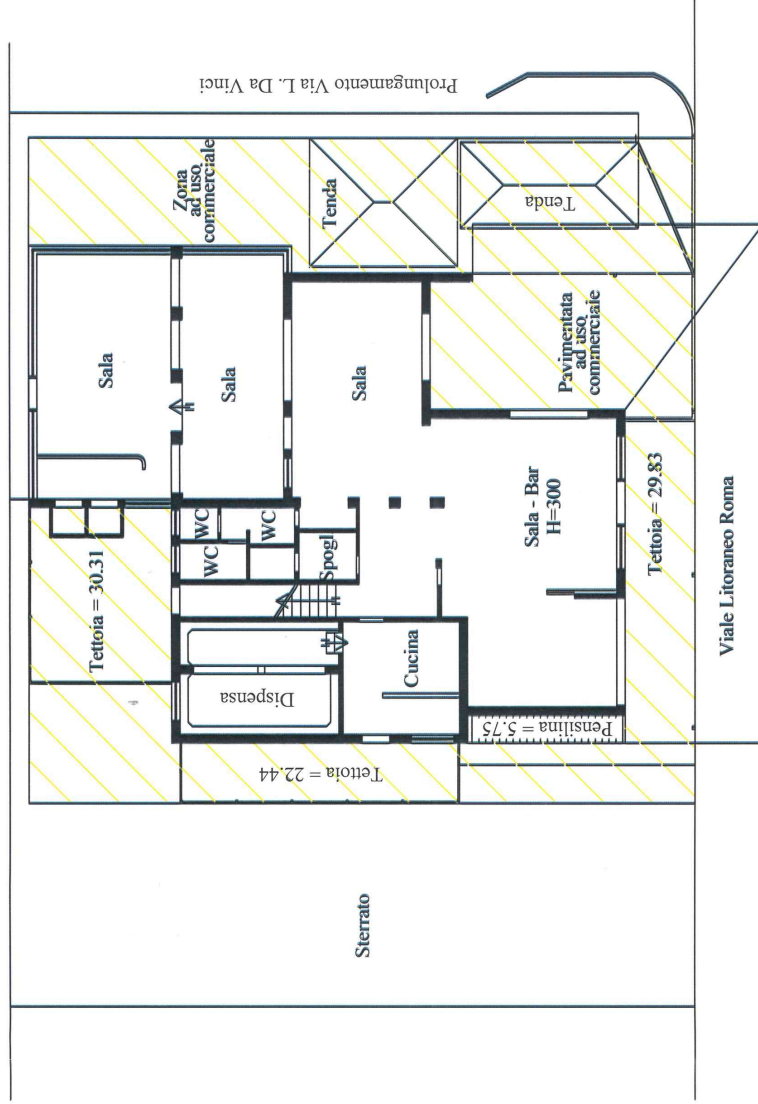 Prolungamento Via L. Da Vinci
Zona
ad uso
commerciale
Tenda
Tenda
Sala
Sala
Sala
Pavimentata
ad uso
commerciale
Tettoia = 30.31
WC
WC
WC
Spogl
Sala - Bar
H=300
Tettoia = 29.83
Dispensa
Cucina
Pensilina = 5.75
Tettoia = 22.44
Sterrato
Viale Litoraneo Roma